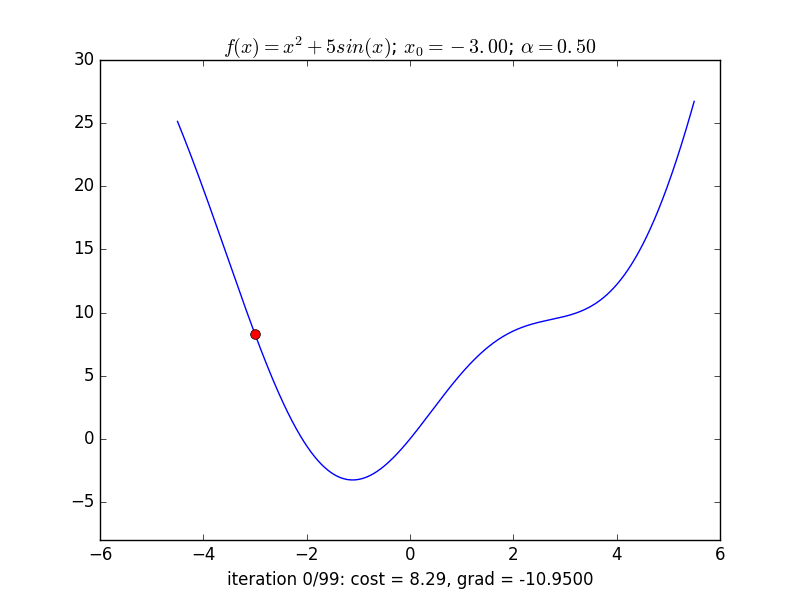 f(x) = x² + 5sin(x); x₀ = −3.00; α = 0.50
30
25
20
15
10
5
0
−5
−6 −4 −2 0 2 4 6
iteration 0/99: cost = 8.29, grad = -10.9500